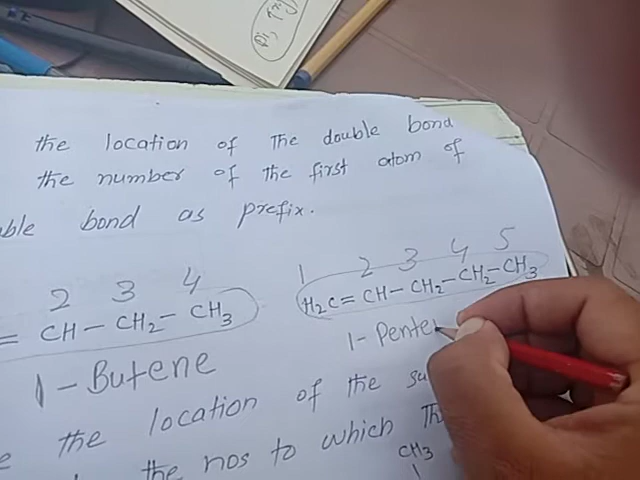 the location of the double bond
the number of the first atom of
ble bond as prefix.
2 3 4
= CH – CH2 – CH3
1 – Butene
1 2 3 4 5
H2C = CH – CH2 – CH2 – CH3
1 – Pente
the location of the su
the nos to which Th
CH3